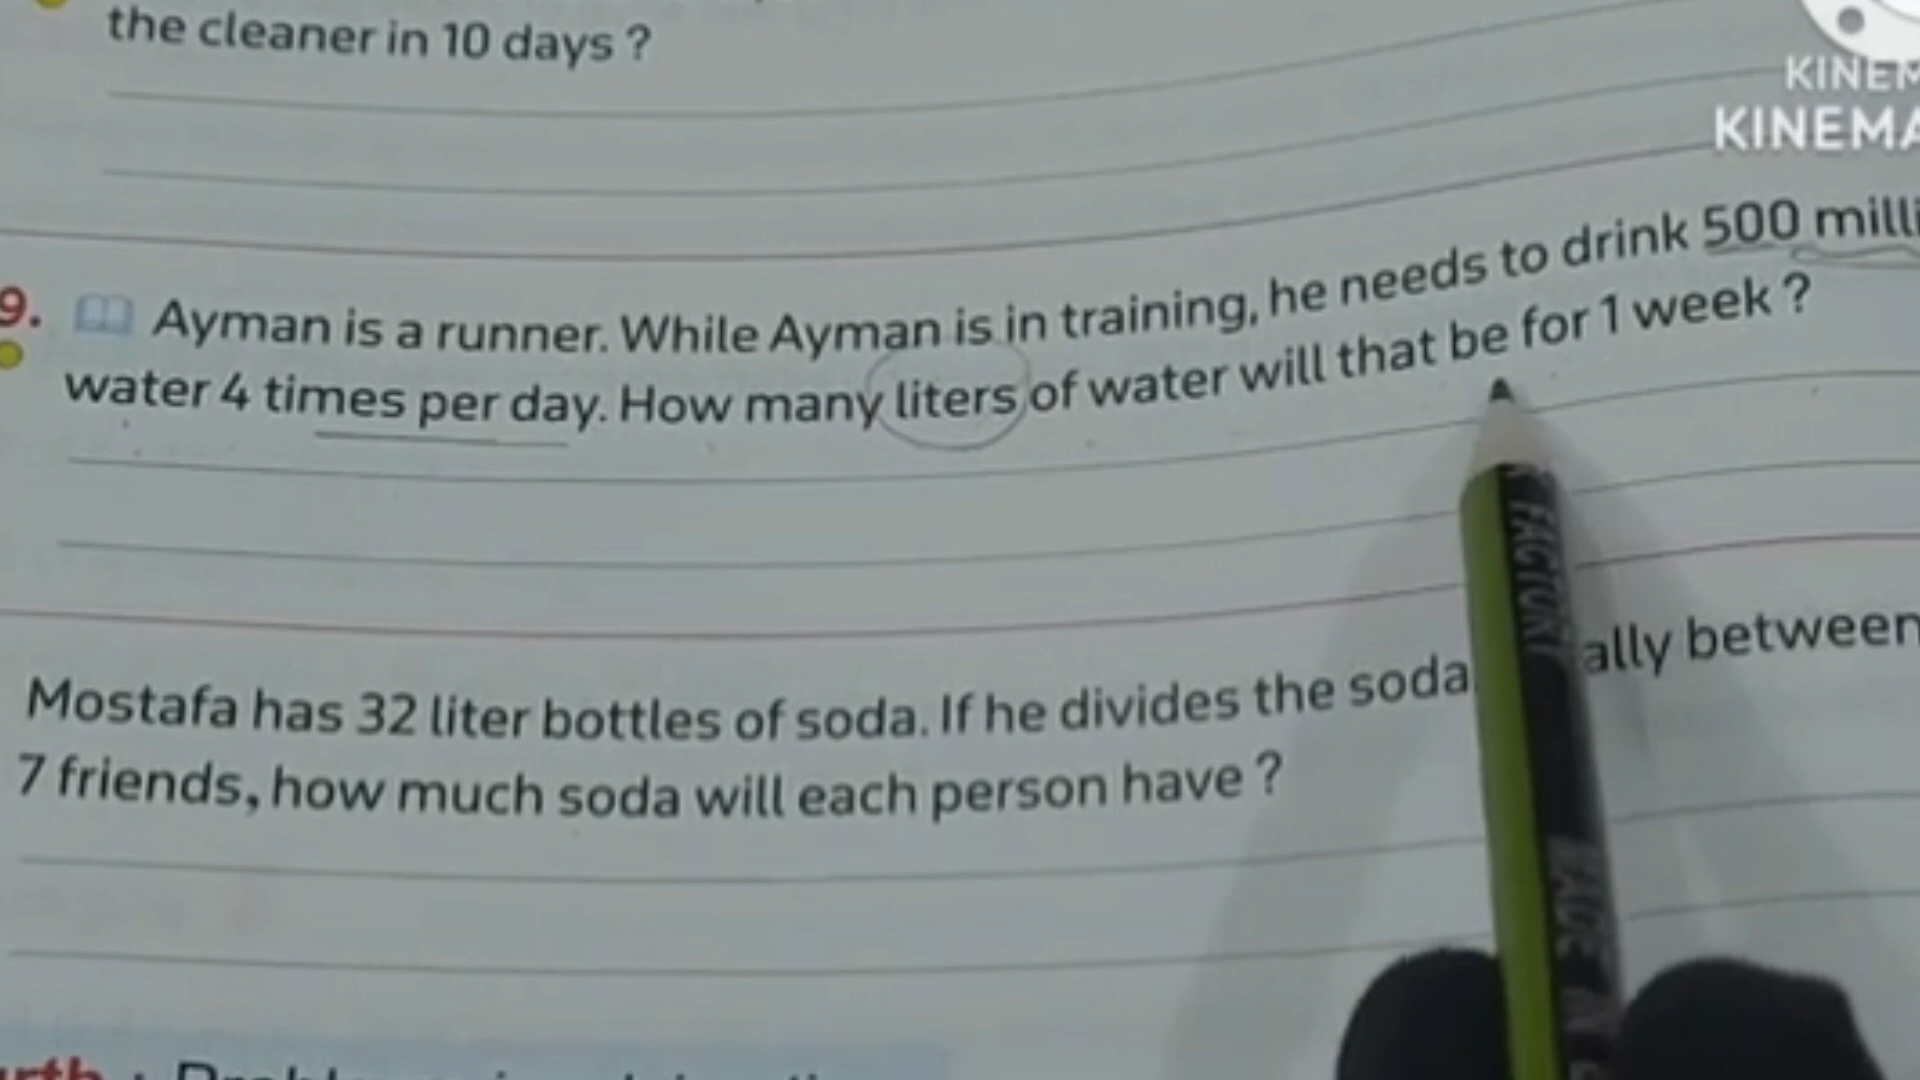 the cleaner in 10 days ?
KINEM
KINEMA
9. Ayman is a runner. While Ayman is in training, he needs to drink 500 milli
water 4 times per day. How many liters of water will that be for 1 week ?
Mostafa has 32 liter bottles of soda. If he divides the soda ally between
7 friends, how much soda will each person have ?